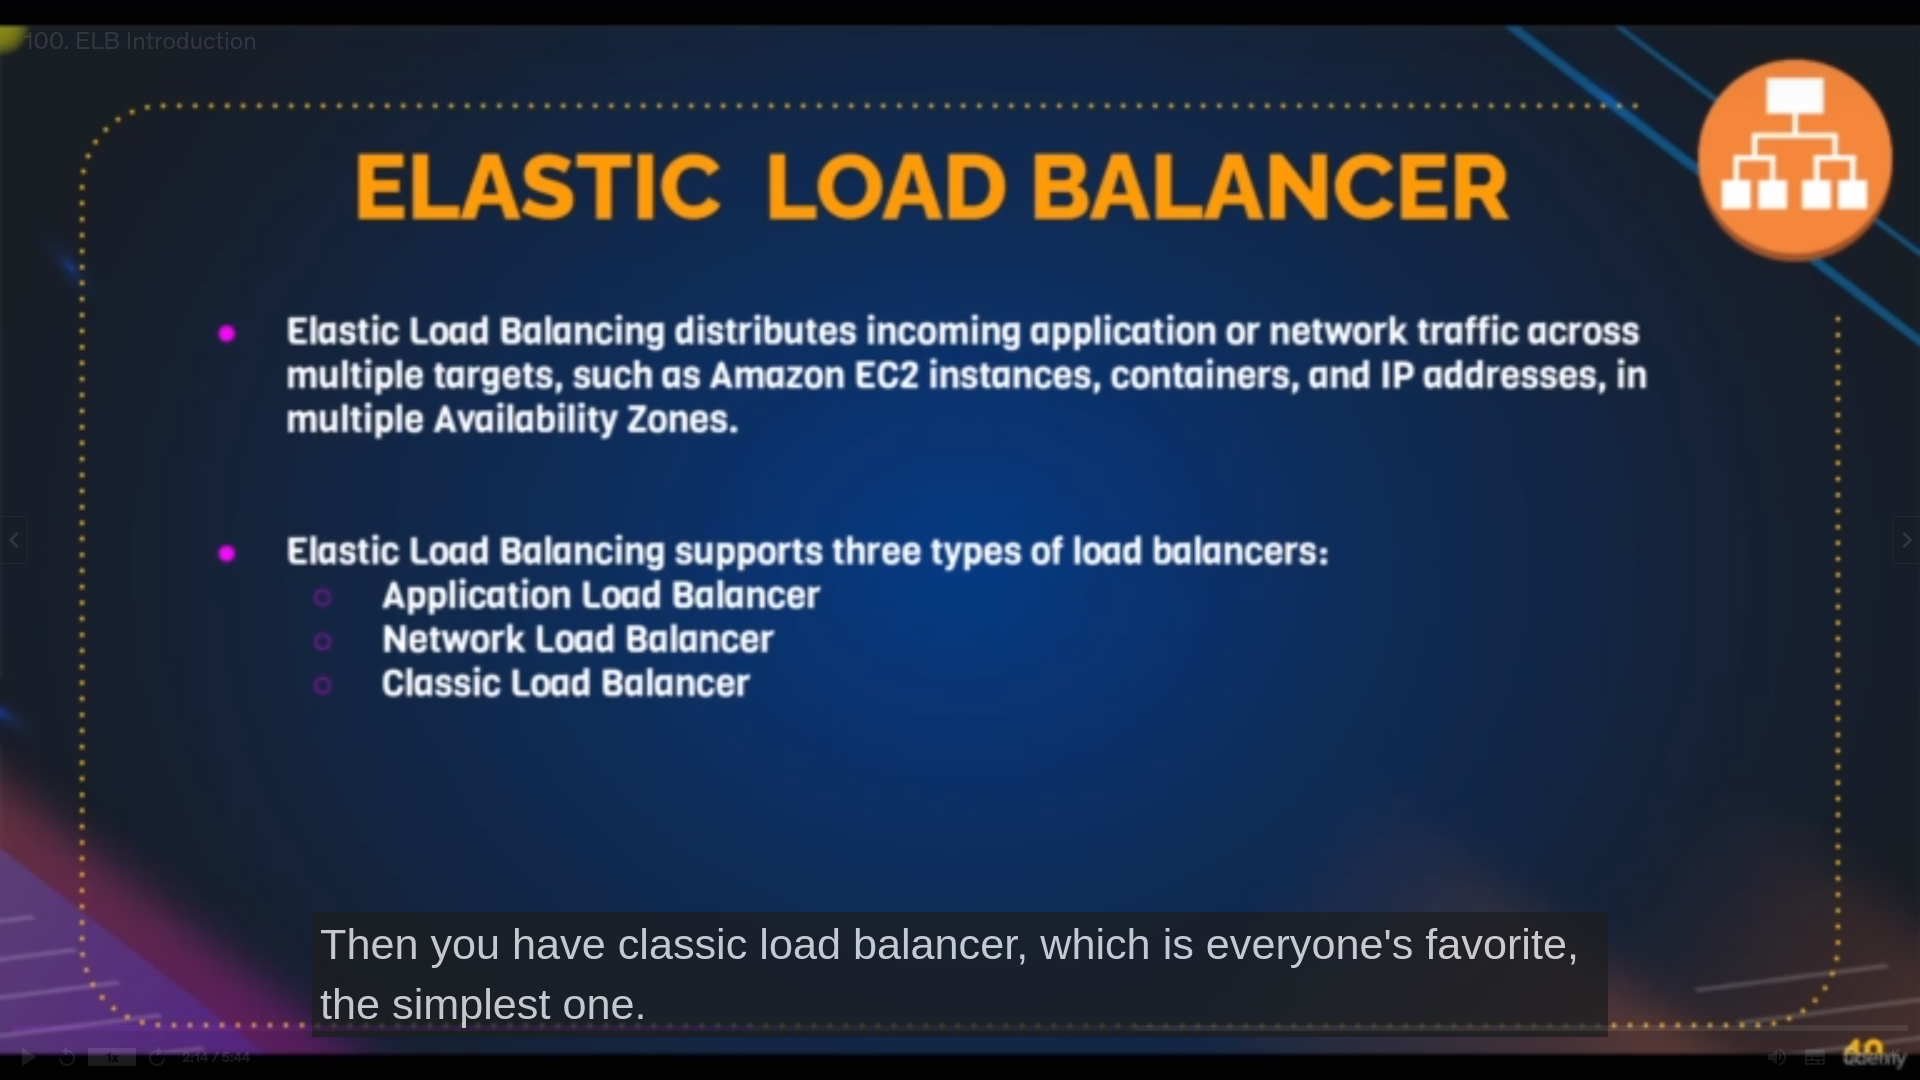 100. ELB Introduction
ELASTIC LOAD BALANCER
Elastic Load Balancing distributes incoming application or network traffic across
multiple targets, such as Amazon EC2 instances, containers, and IP addresses, in
multiple Availability Zones.
Elastic Load Balancing supports three types of load balancers:
Application Load Balancer
Network Load Balancer
Classic Load Balancer
Then you have classic load balancer, which is everyone's favorite,
the simplest one.
1x
2:14 / 5:44
Udemy